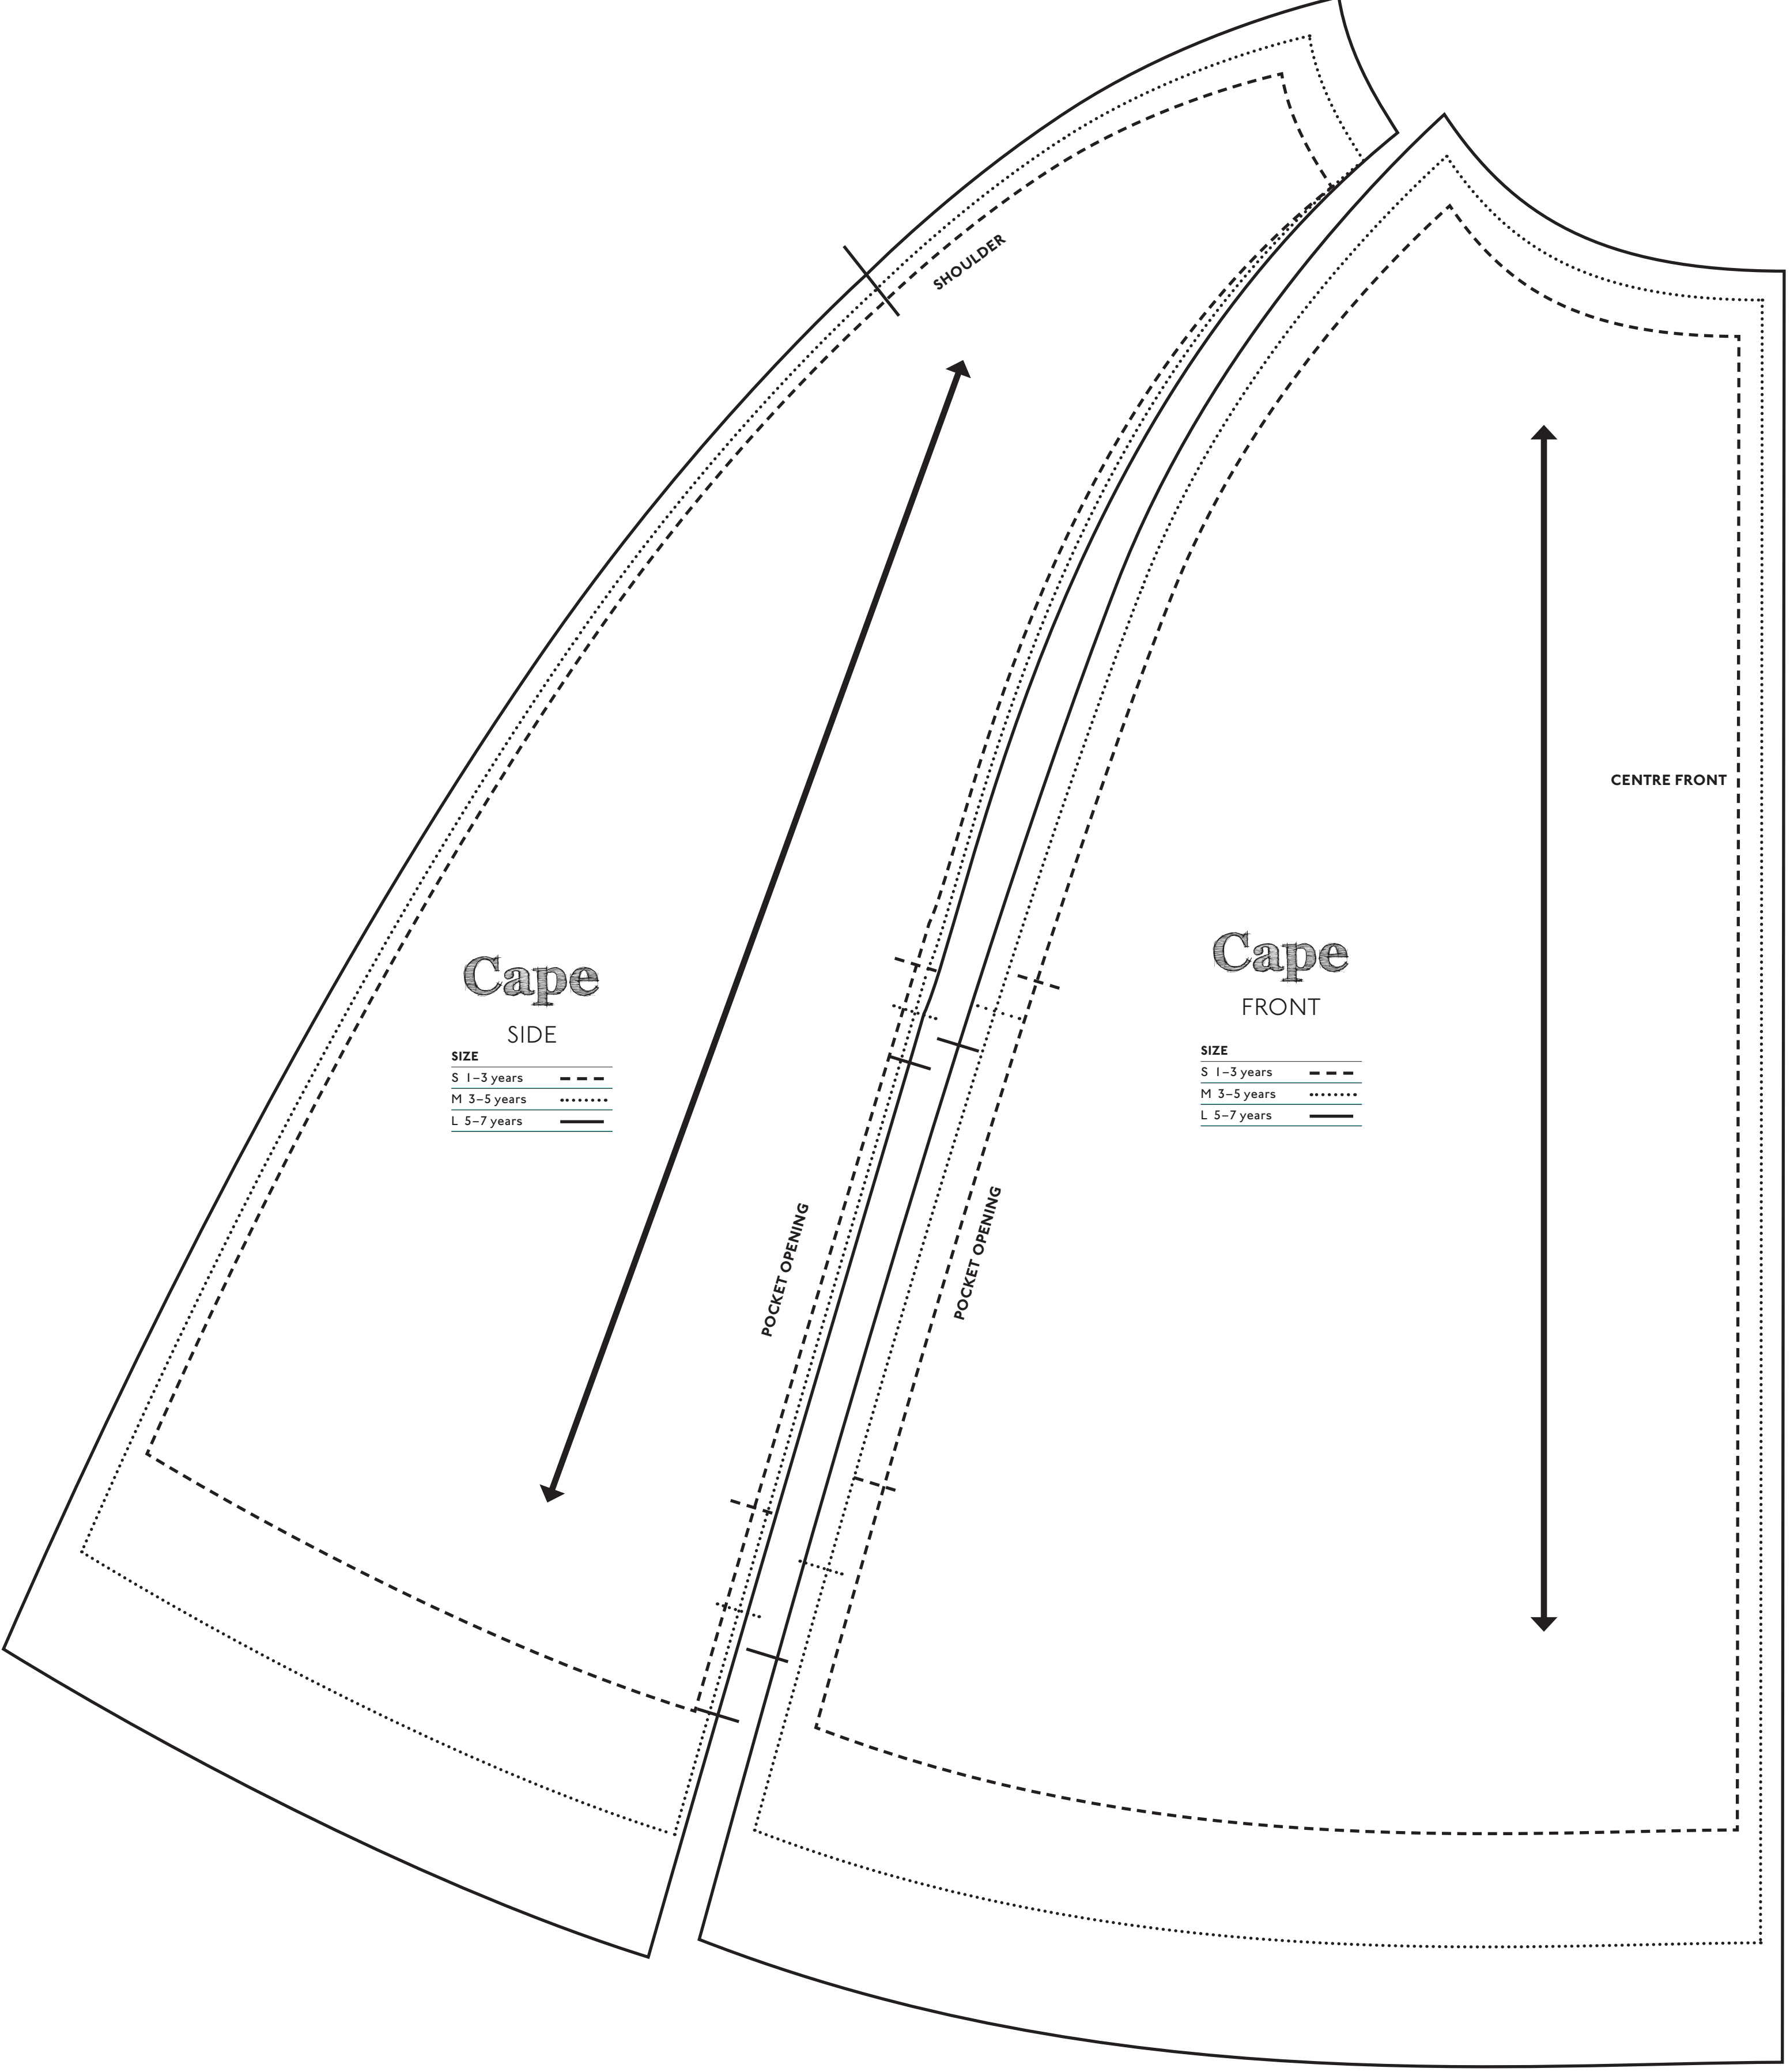 SHOULDER
CENTRE FRONT
Cape
SIDE
SIZE
S 1–3 years
M 3–5 years
L 5–7 years
POCKET OPENING
POCKET OPENING
Cape
FRONT
SIZE
S 1–3 years
M 3–5 years
L 5–7 years